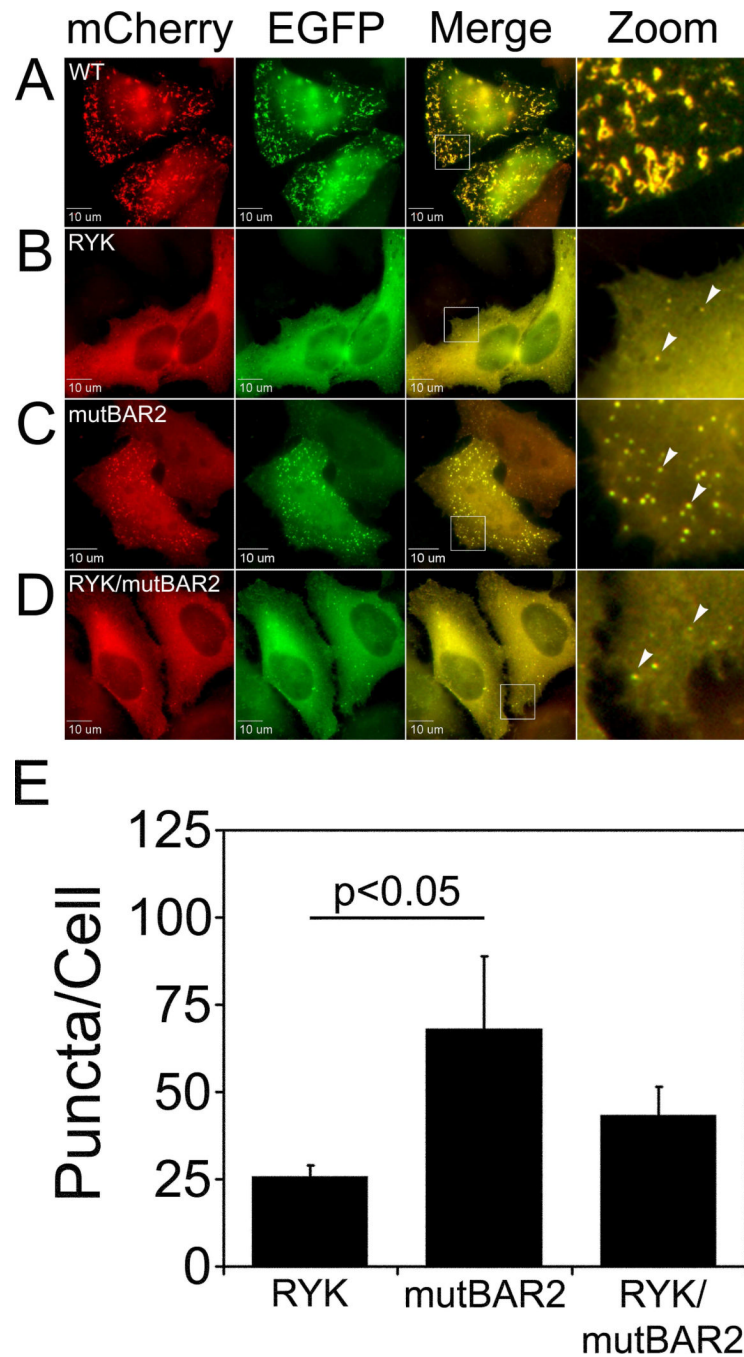 mCherry EGFP Merge Zoom
A
WT
10 um 10 um 10 um
B
RYK
10 um 10 um 10 um
C
mutBAR2
10 um 10 um 10 um
D
RYK/mutBAR2
10 um 10 um 10 um
E
Puncta/Cell
125
100
75
50
25
0
p<0.05
RYK mutBAR2 RYK/
mutBAR2